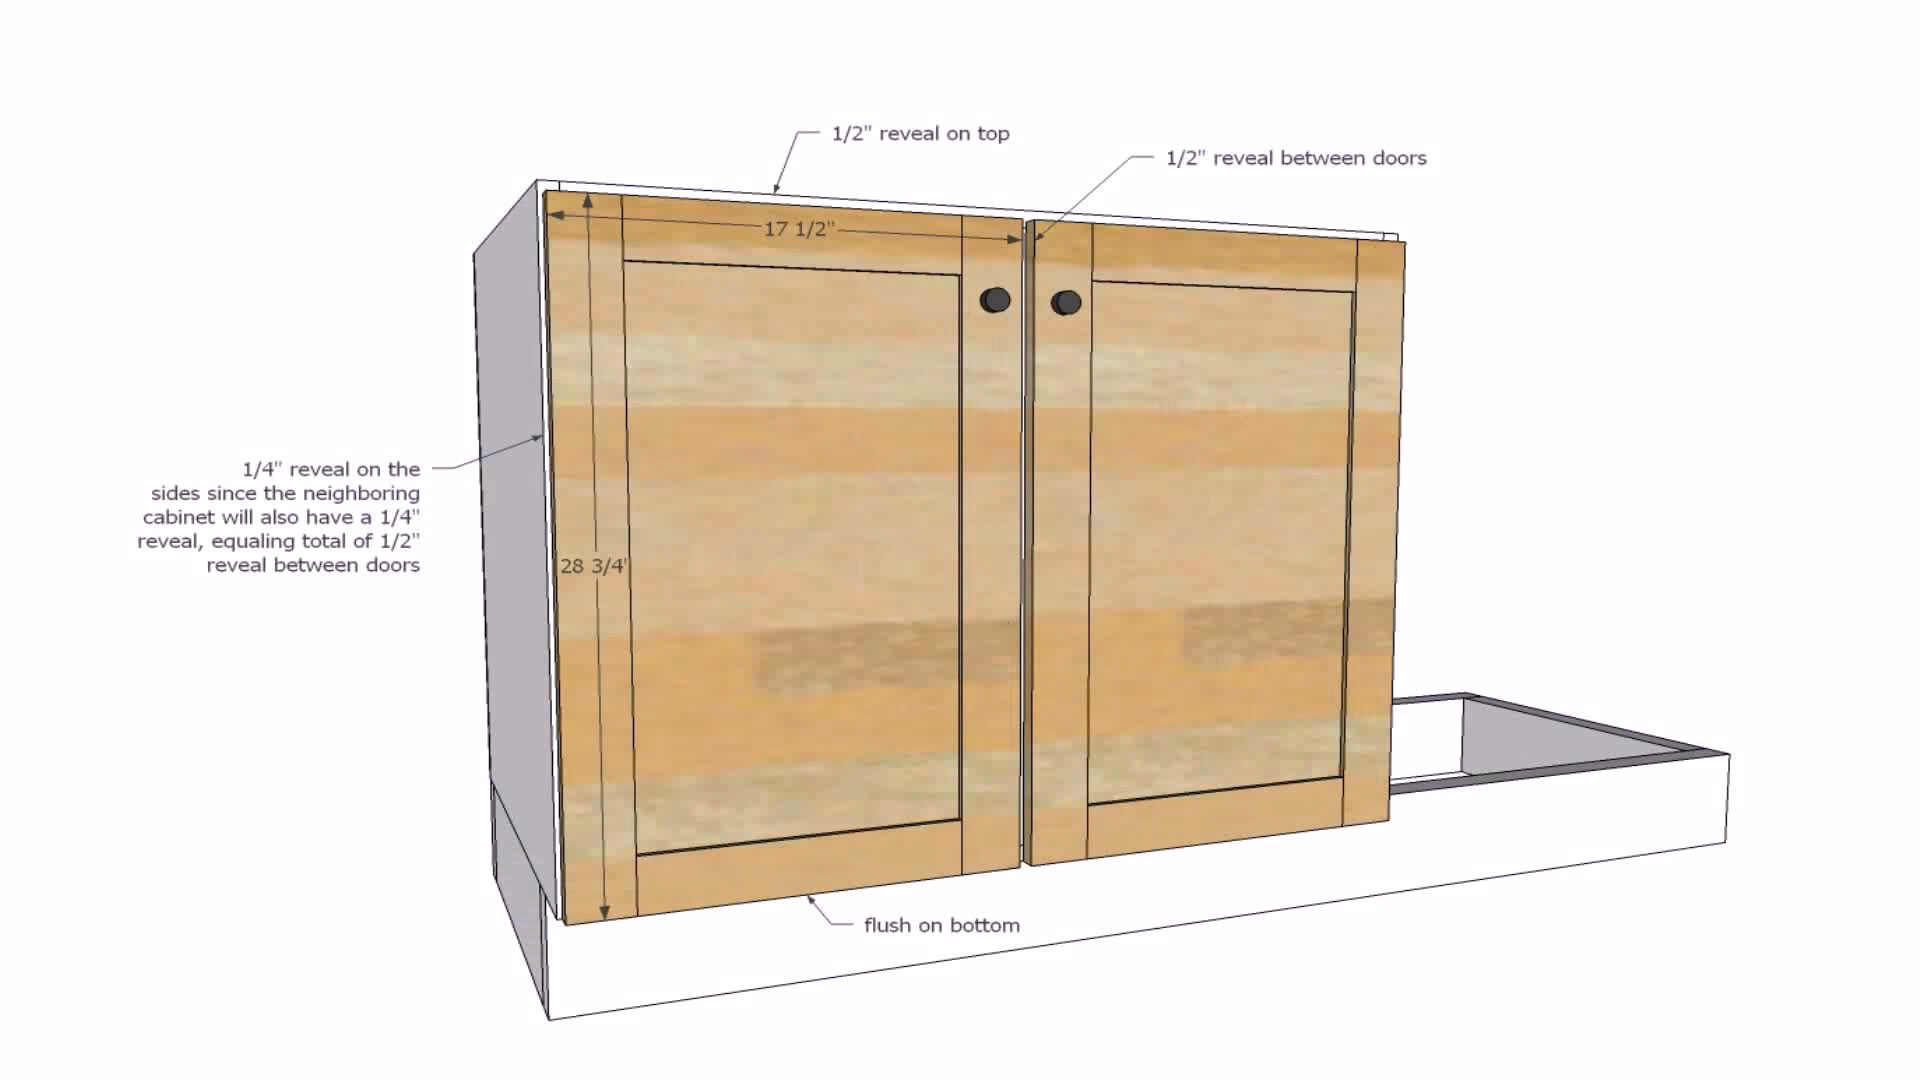 1/2" reveal on top
1/2" reveal between doors
17 1/2"
1/4" reveal on the
sides since the neighboring
cabinet will also have a 1/4"
reveal, equaling total of 1/2"
reveal between doors
28 3/4"
flush on bottom